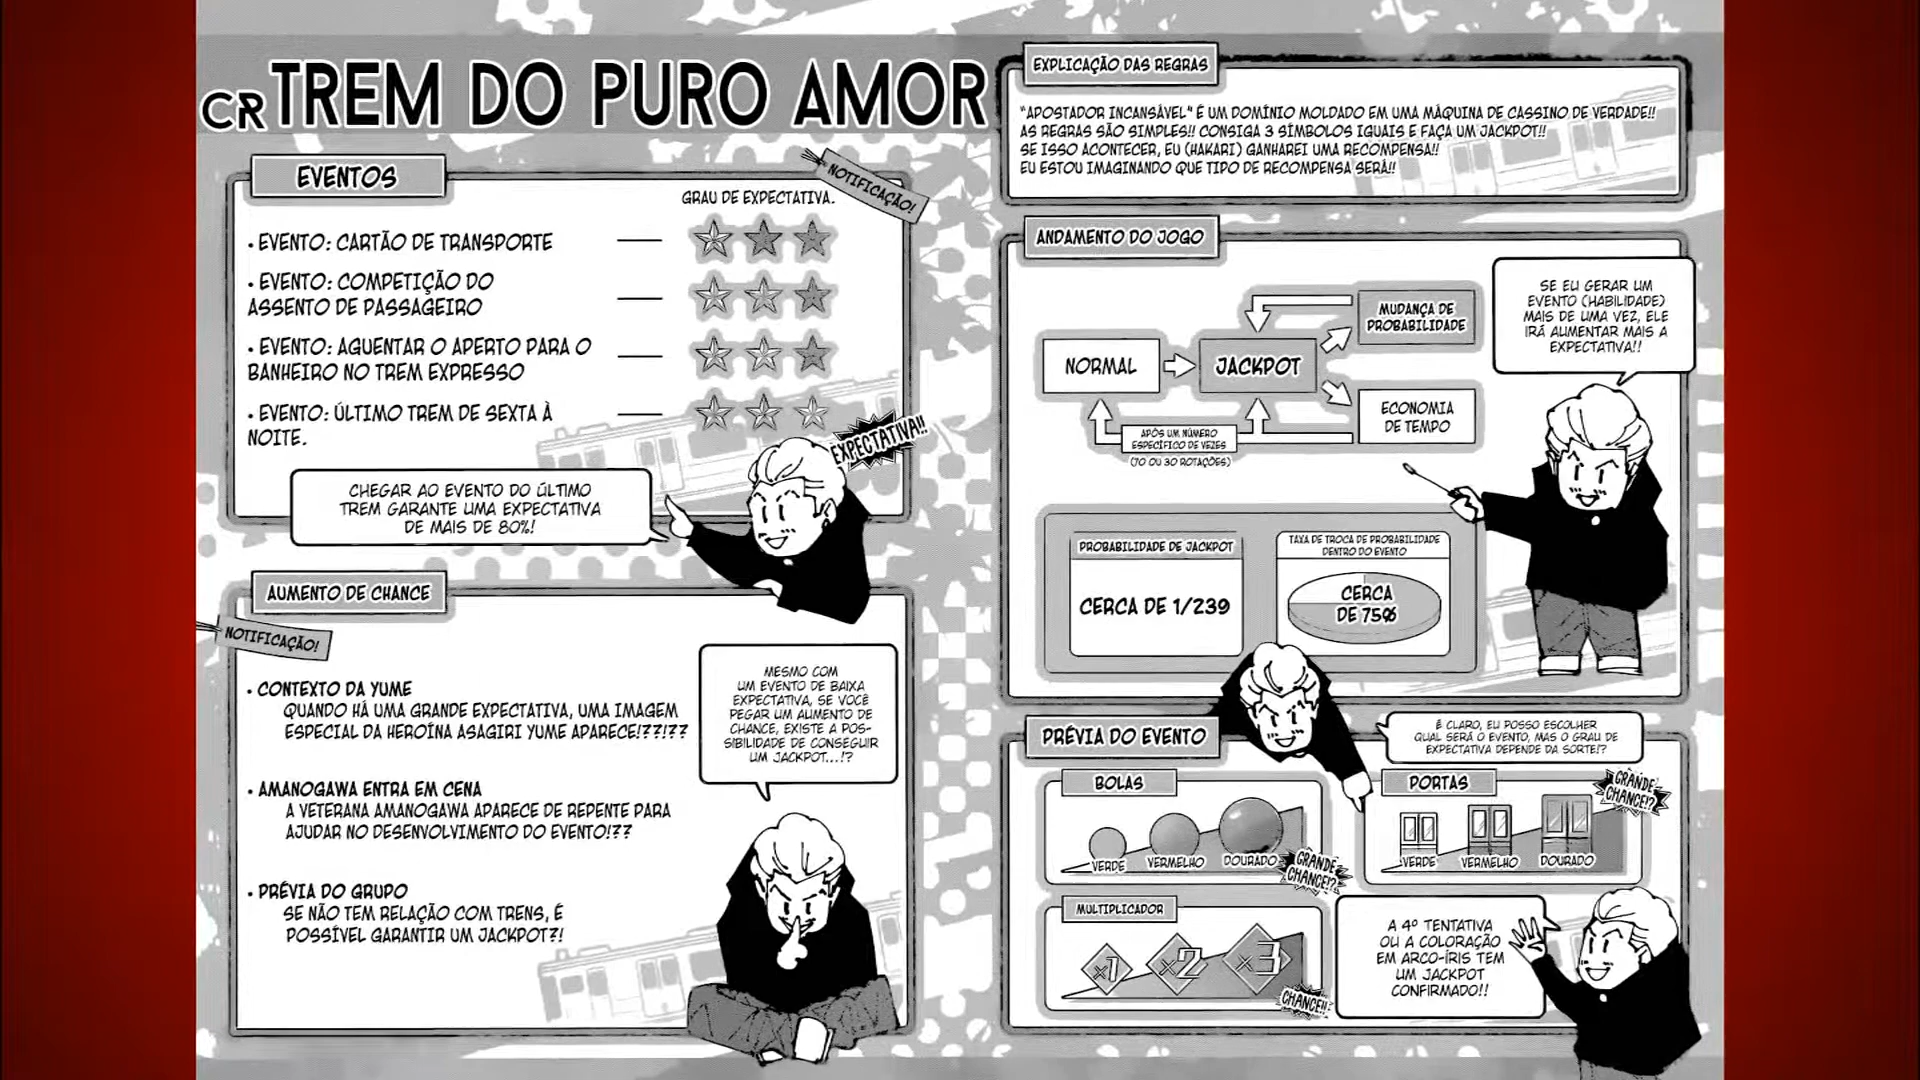 CR TREM DO PURO AMOR
EVENTOS
NOTIFICAÇÃO!
GRAU DE EXPECTATIVA.
• EVENTO: CARTÃO DE TRANSPORTE
• EVENTO: COMPETIÇÃO DO
ASSENTO DE PASSAGEIRO
• EVENTO: AGUENTAR O APERTO PARA O
BANHEIRO NO TREM EXPRESSO
• EVENTO: ÚLTIMO TREM DE SEXTA À
NOITE.
EXPECTATIVA!!
CHEGAR AO EVENTO DO ÚLTIMO
TREM GARANTE UMA EXPECTATIVA
DE MAIS DE 80%!
AUMENTO DE CHANCE
NOTIFICAÇÃO!
• CONTEXTO DA YUME
QUANDO HÁ UMA GRANDE EXPECTATIVA, UMA IMAGEM
ESPECIAL DA HEROÍNA ASAGIRI YUME APARECE!??!??
• AMANOGAWA ENTRA EM CENA
A VETERANA AMANOGAWA APARECE DE REPENTE PARA
AJUDAR NO DESENVOLVIMENTO DO EVENTO!??
• PRÉVIA DO GRUPO
SE NÃO TEM RELAÇÃO COM TRENS, É
POSSÍVEL GARANTIR UM JACKPOT?!
MESMO COM
UM EVENTO DE BAIXA
EXPECTATIVA, SE VOCÊ
PEGAR UM AUMENTO DE
CHANCE, EXISTE A POS-
SIBILIDADE DE CONSEGUIR
UM JACKPOT...!?
EXPLICAÇÃO DAS REGRAS
"APOSTADOR INCANSÁVEL" É UM DOMÍNIO MOLDADO EM UMA MÁQUINA DE CASSINO DE VERDADE!!
AS REGRAS SÃO SIMPLES!! CONSIGA 3 SÍMBOLOS IGUAIS E FAÇA UM JACKPOT!!
SE ISSO ACONTECER, EU (HAKARI) GANHAREI UMA RECOMPENSA!!
EU ESTOU IMAGINANDO QUE TIPO DE RECOMPENSA SERÁ!!
ANDAMENTO DO JOGO
NORMAL
JACKPOT
MUDANÇA DE
PROBABILIDADE
ECONOMIA
DE TEMPO
APÓS UM NÚMERO
ESPECÍFICO DE VEZES
(70 OU 30 ROTAÇÕES)
SE EU GERAR UM
EVENTO (HABILIDADE)
MAIS DE UMA VEZ, ELE
IRÁ AUMENTAR MAIS A
EXPECTATIVA!!
PROBABILIDADE DE JACKPOT
CERCA DE 1/239
TAXA DE TROCA DE PROBABILIDADE
DENTRO DO EVENTO
CERCA
DE 75%
PRÉVIA DO EVENTO
É CLARO, EU POSSO ESCOLHER
QUAL SERÁ O EVENTO, MAS O GRAU DE
EXPECTATIVA DEPENDE DA SORTE!?
BOLAS
VERDE
VERMELHO
DOURADO
GRANDE
CHANCE!?
PORTAS
VERDE
VERMELHO
DOURADO
GRANDE
CHANCE!?
MULTIPLICADOR
×1
×2
×3
CHANCE!!
A 4º TENTATIVA
OU A COLORAÇÃO
EM ARCO-ÍRIS TEM
UM JACKPOT
CONFIRMADO!!